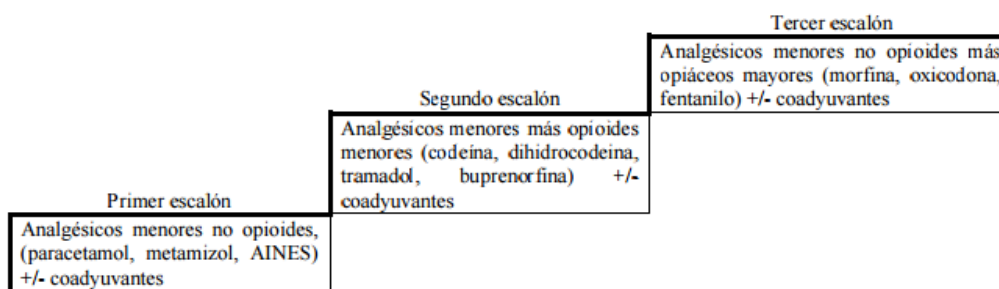 Tercer escalón
Analgésicos menores no opioides más
opiáceos mayores (morfina, oxicodona,
fentanilo) +/- coadyuvantes
Segundo escalón
Analgésicos menores más opioides
menores (codeína, dihidrocodeina,
tramadol, buprenorfina) +/-
coadyuvantes
Primer escalón
Analgésicos menores no opioides,
(paracetamol, metamizol, AINES)
+/- coadyuvantes